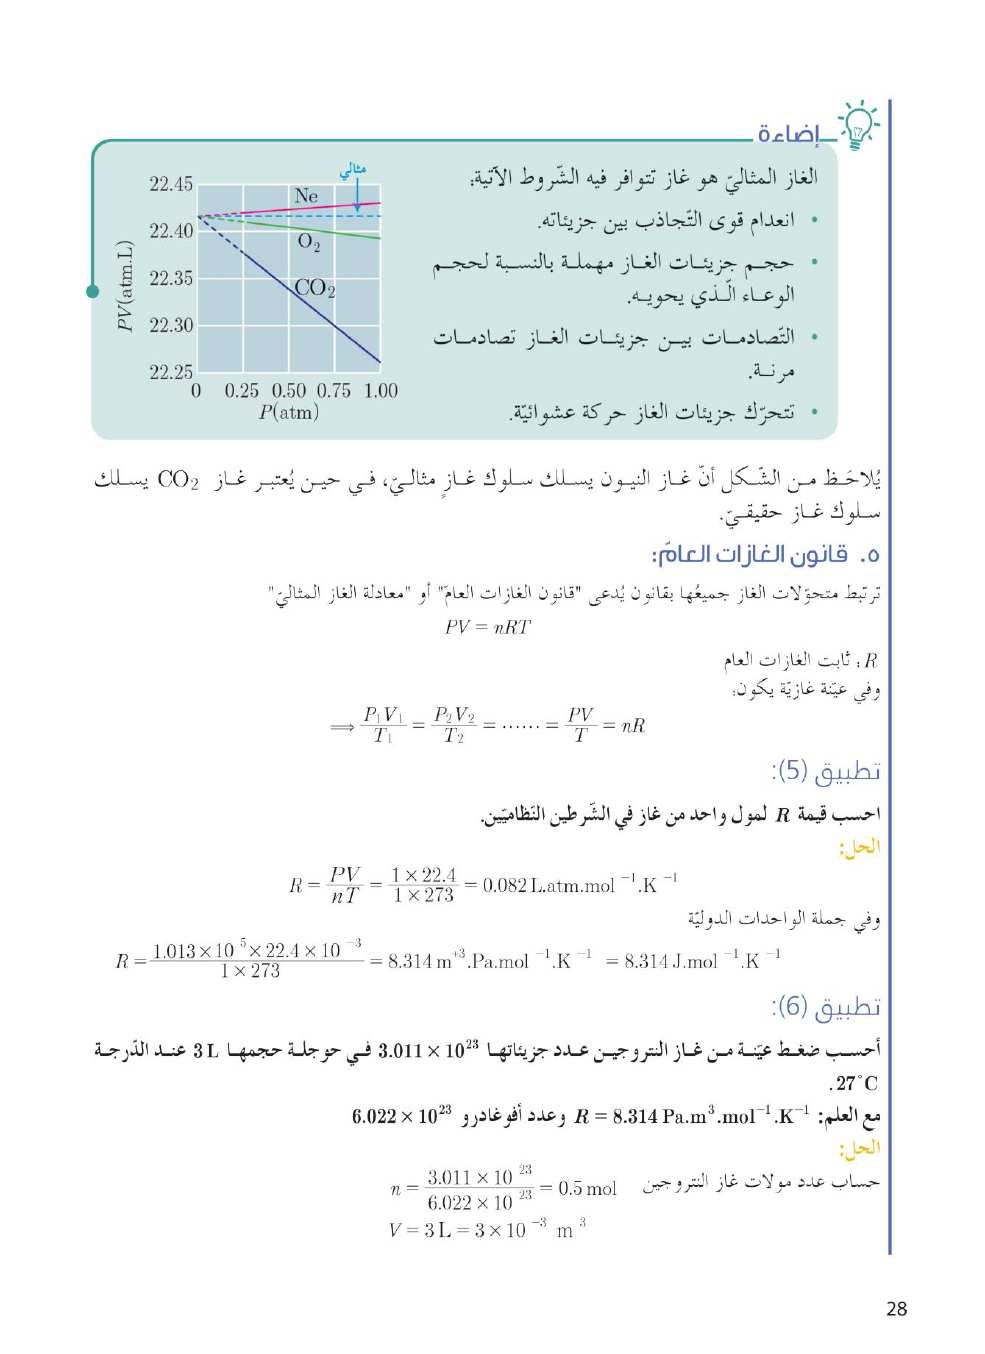 إضاءة
الغاز المثاليّ هو غاز تتوافر فيه الشّروط الآتية:
• انعدام قوى التّجاذب بين جزيئاته.
• حجم جزيئات الغاز مهملة بالنسبة لحجم
الوعاء الّذي يحويه.
• التّصادمات بين جزيئات الغاز تصادمات
مرنة.
• تتحرّك جزيئات الغاز حركة عشوائيّة.
مثالي
22.45
22.40
22.35
22.30
22.25
Ne
O₂
CO₂
PV(atm.L)
0 0.25 0.50 0.75 1.00
P(atm)
يُلاحَظ من الشّكل أنّ غاز النيون يسلك سلوك غازٍ مثاليّ، في حين يُعتبر غاز CO₂ يسلك
سلوك غاز حقيقيّ.
٥. قانون الغازات العامّ:
ترتبط متحوّلات الغاز جميعُها بقانون يُدعى "قانون الغازات العامّ" أو "معادلة الغاز المثاليّ"
PV = nRT
R: ثابت الغازات العام
وفي عيّنة غازيّة يكون:
⟹ P₁V₁/T₁ = P₂V₂/T₂ = ...... = PV/T = nR
تطبيق (5):
احسب قيمة R لمول واحد من غاز في الشّرطين النّظاميّين.
الحل:
R = PV/nT = 1 × 22.4/1 × 273 = 0.082 L.atm.mol⁻¹.K⁻¹
وفي جملة الواحدات الدوليّة
R = 1.013 × 10⁵ × 22.4 × 10⁻³/1 × 273 = 8.314 m⁺³.Pa.mol⁻¹.K⁻¹ = 8.314 J.mol⁻¹.K⁻¹
تطبيق (6):
أحسب ضغط عيّنة من غاز النتروجين عدد جزيئاتها 3.011 × 10²³ في حوجلة حجمها 3 L عند الدّرجة
27°C.
مع العلم: R = 8.314 Pa.m³.mol⁻¹.K⁻¹ وعدد أفوغادرو 6.022 × 10²³
الحل:
حساب عدد مولات غاز النتروجين n = 3.011 × 10²³/6.022 × 10²³ = 0.5 mol
V = 3 L = 3 × 10⁻³ m³
28